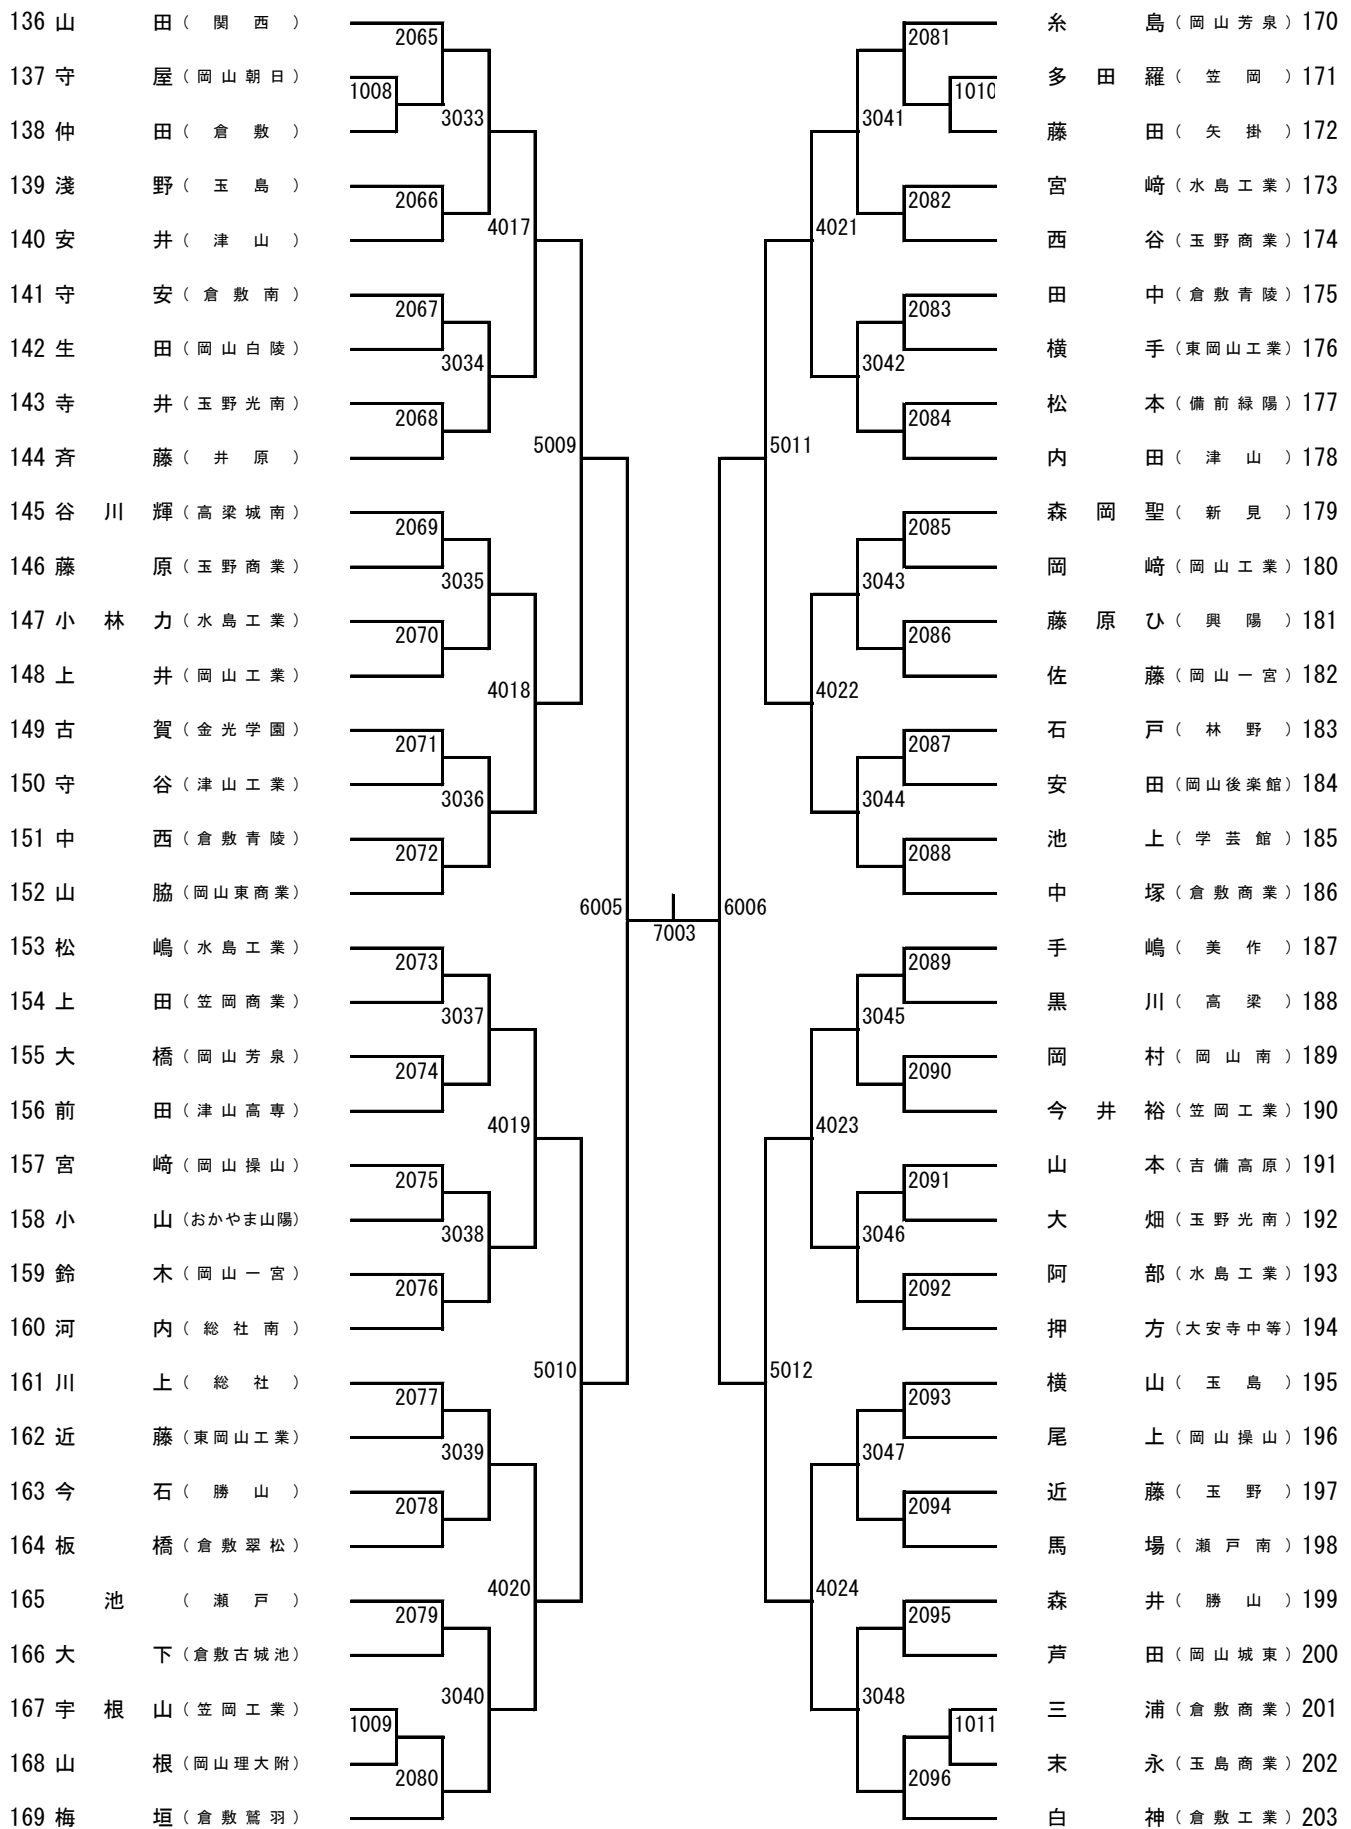 136 山田（関西）
137 守屋（岡山朝日）
138 仲田（倉敷）
139 淺野（玉島）
140 安井（津山）
141 守安（倉敷南）
142 生田（岡山白陵）
143 寺井（玉野光南）
144 斉藤（井原）
145 谷川輝（高梁城南）
146 藤原（玉野商業）
147 小林力（水島工業）
148 上井（岡山工業）
149 古賀（金光学園）
150 守谷（津山工業）
151 中西（倉敷青陵）
152 山脇（岡山東商業）
153 松嶋（水島工業）
154 上田（笠岡商業）
155 大橋（岡山芳泉）
156 前田（津山高専）
157 宮﨑（岡山操山）
158 小山（おかやま山陽）
159 鈴木（岡山一宮）
160 河内（総社南）
161 川上（総社）
162 近藤（東岡山工業）
163 今石（勝山）
164 板橋（倉敷翠松）
165 池（瀬戸）
166 大下（倉敷古城池）
167 宇根山（笠岡工業）
168 山根（岡山理大附）
169 梅垣（倉敷鷲羽）
1008
1009
2065
2066
2067
2068
2069
2070
2071
2072
2073
2074
2075
2076
2077
2078
2079
2080
3033
3034
3035
3036
3037
3038
3039
3040
4017
4018
4019
4020
5009
5010
6005
7003
6006
5011
5012
4021
4022
4023
4024
3041
3042
3043
3044
3045
3046
3047
3048
2081
2082
2083
2084
2085
2086
2087
2088
2089
2090
2091
2092
2093
2094
2095
2096
1010
1011
糸島（岡山芳泉）170
多田羅（笠岡）171
藤田（矢掛）172
宮﨑（水島工業）173
西谷（玉野商業）174
田中（倉敷青陵）175
横手（東岡山工業）176
松本（備前緑陽）177
内田（津山）178
森岡聖（新見）179
岡﨑（岡山工業）180
藤原ひ（興陽）181
佐藤（岡山一宮）182
石戸（林野）183
安田（岡山後楽館）184
池上（学芸館）185
中塚（倉敷商業）186
手嶋（美作）187
黒川（高梁）188
岡村（岡山南）189
今井裕（笠岡工業）190
山本（吉備高原）191
大畑（玉野光南）192
阿部（水島工業）193
押方（大安寺中等）194
横山（玉島）195
尾上（岡山操山）196
近藤（玉野）197
馬場（瀬戸南）198
森井（勝山）199
芦田（岡山城東）200
三浦（倉敷商業）201
末永（玉島商業）202
白神（倉敷工業）203